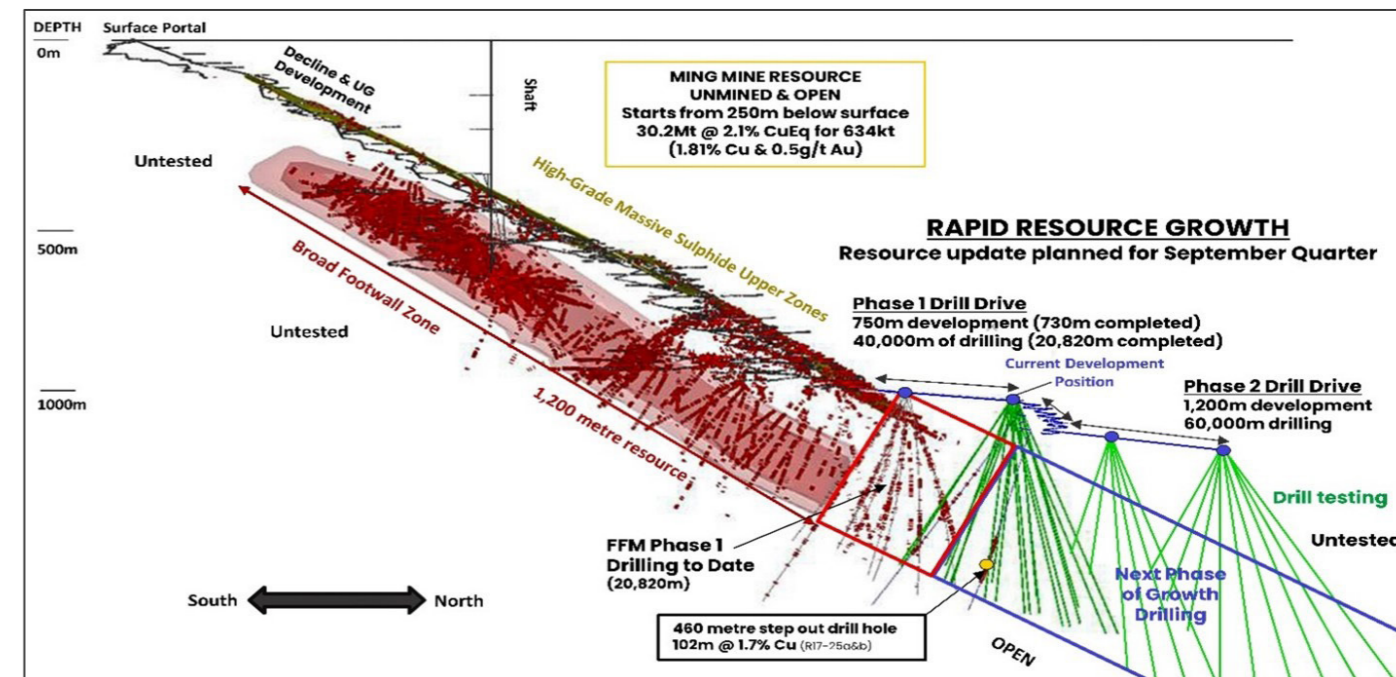 DEPTH
Surface Portal
0m
Decline & UG
Development
Shaft
MING MINE RESOURCE
UNMINED & OPEN
Starts from 250m below surface
30.2Mt @ 2.1% CuEq for 634kt
(1.81% Cu & 0.5g/t Au)
Untested
High-Grade Massive Sulphide Upper Zones
RAPID RESOURCE GROWTH
Resource update planned for September Quarter
500m
Broad Footwall Zone
Untested
Phase 1 Drill Drive
750m development (730m completed)
40,000m of drilling (20,820m completed)
Current Development
Position
Phase 2 Drill Drive
1,200m development
60,000m drilling
1000m
1,200 metre resource
Drill testing
Untested
FFM Phase 1
Drilling to Date
(20,820m)
Next Phase
of Growth
Drilling
South
North
460 metre step out drill hole
102m @ 1.7% Cu (R17-25a&b)
OPEN